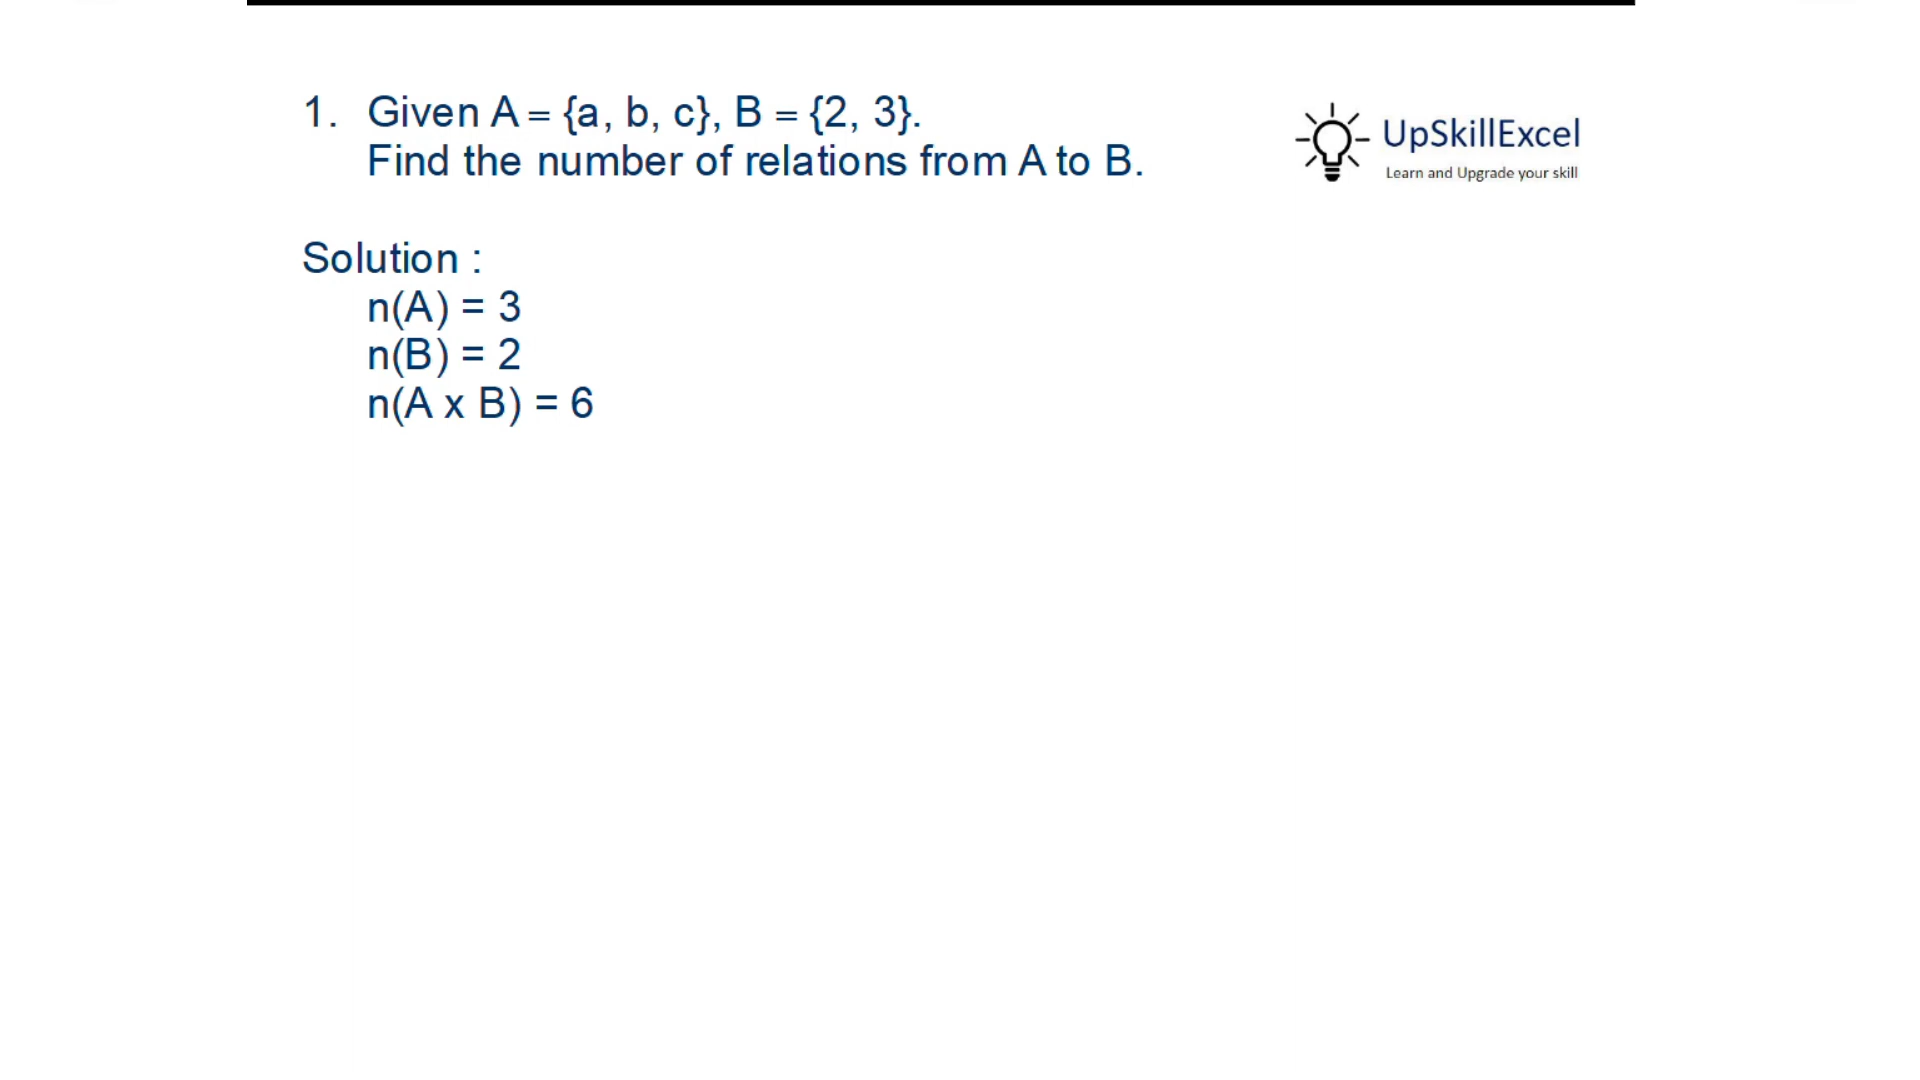 1. Given A = {a, b, c}, B = {2, 3}.
Find the number of relations from A to B.
UpSkillExcel
Learn and Upgrade your skill
Solution :
n(A) = 3
n(B) = 2
n(A x B) = 6